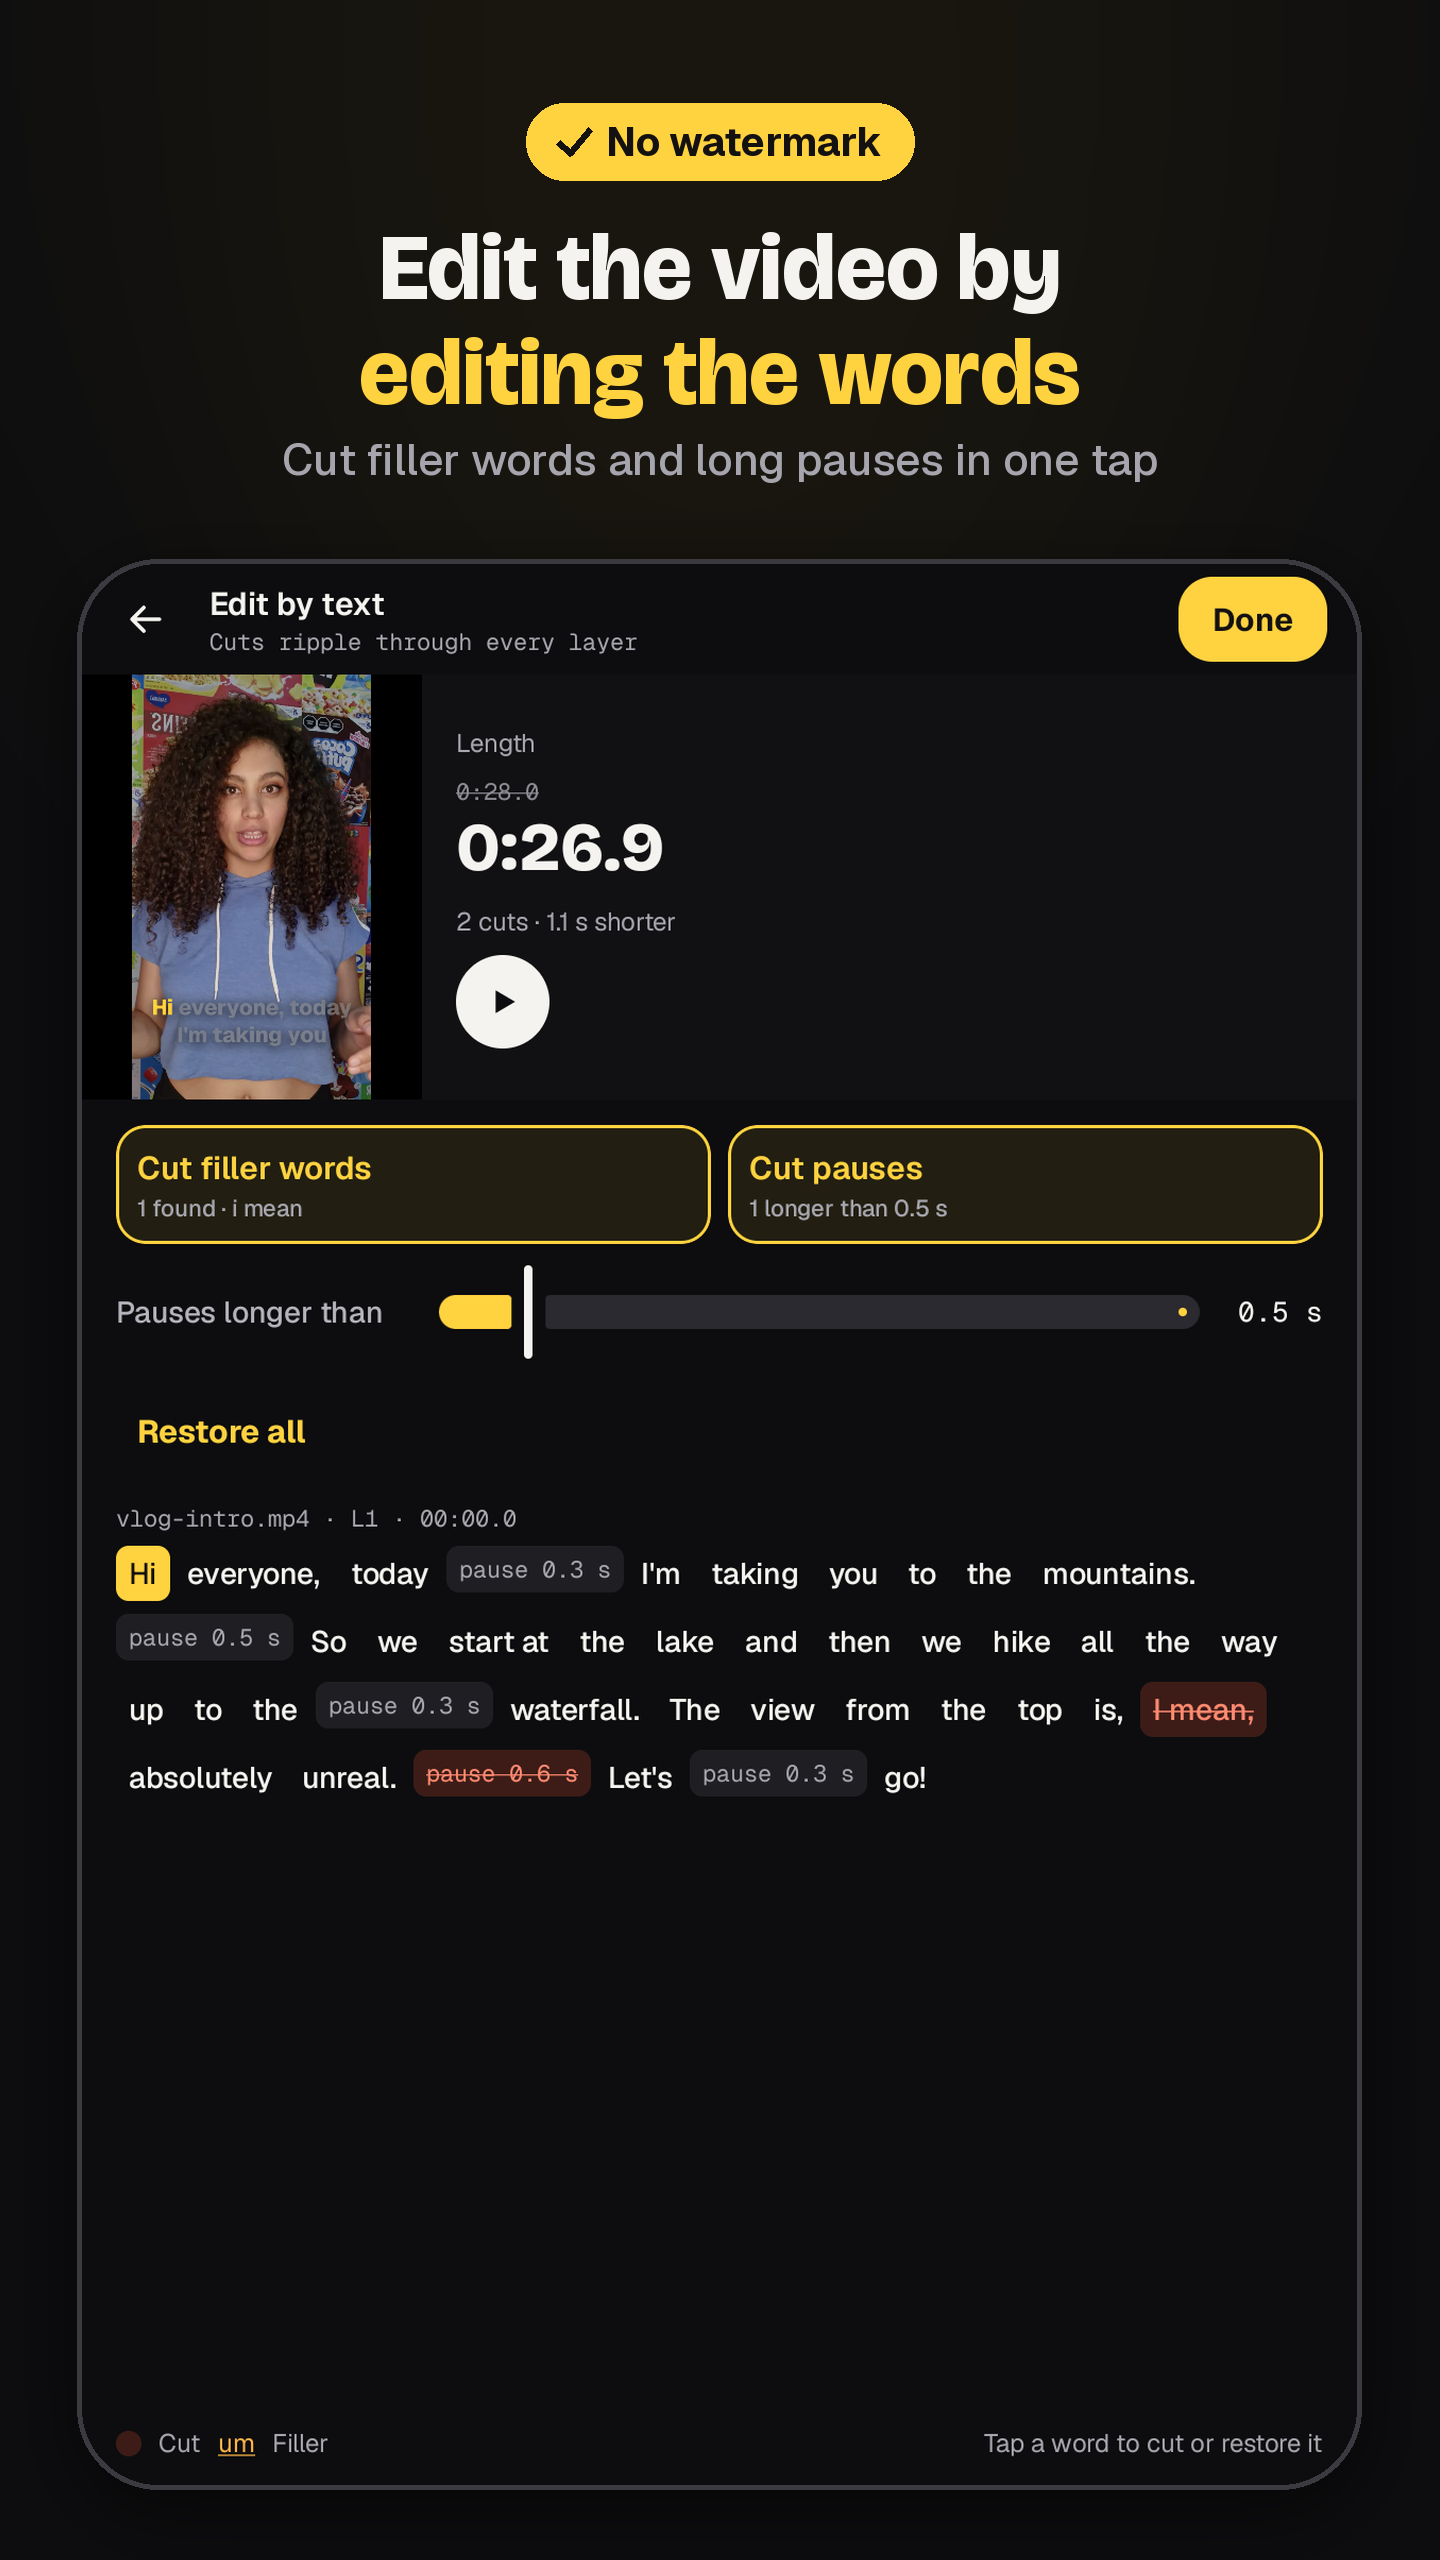 No watermark
Edit the video by
editing the words
Cut filler words and long pauses in one tap
Edit by text
Cuts ripple through every layer
Done
Length
0:28.0
0:26.9
2 cuts · 1.1 s shorter
Hi everyone, today
I'm taking you
Cut filler words
1 found · i mean
Cut pauses
1 longer than 0.5 s
Pauses longer than
0.5 s
Restore all
vlog-intro.mp4 · L1 · 00:00.0
Hi everyone, today pause 0.3 s I'm taking you to the mountains.
pause 0.5 s So we start at the lake and then we hike all the way
up to the pause 0.3 s waterfall. The view from the top is, I mean,
absolutely unreal. pause 0.6 s Let's pause 0.3 s go!
Cut um Filler
Tap a word to cut or restore it